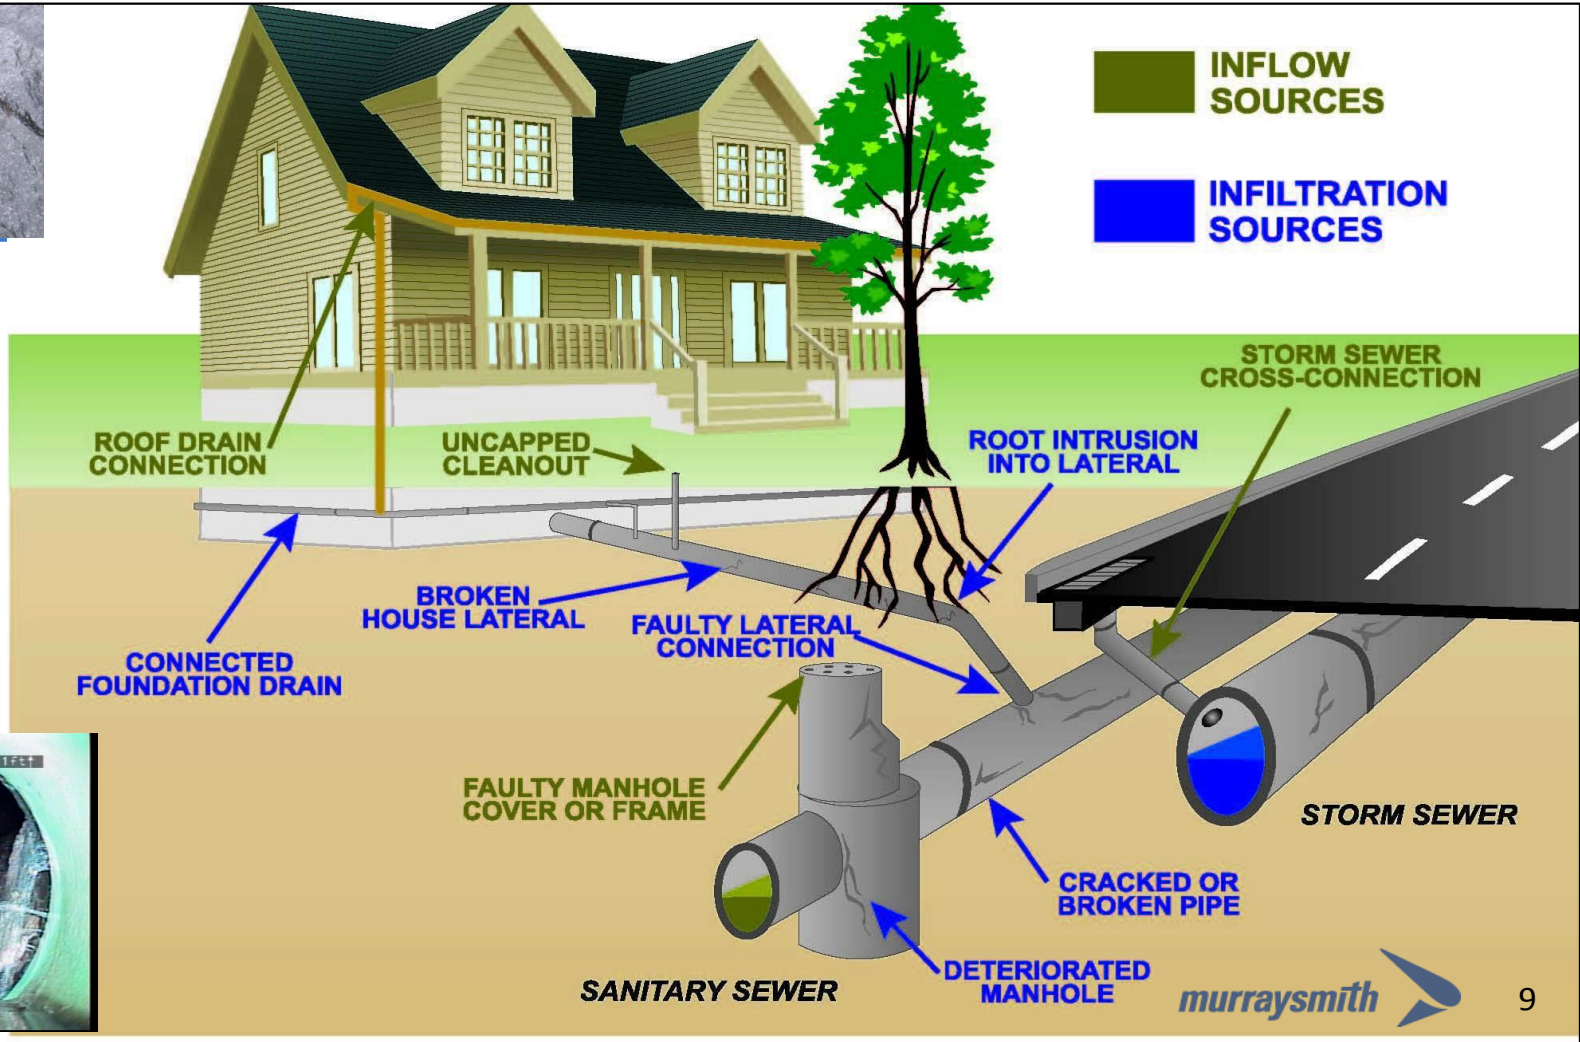 INFLOW
SOURCES
INFILTRATION
SOURCES
STORM SEWER
CROSS-CONNECTION
ROOF DRAIN
CONNECTION
UNCAPPED
CLEANOUT
ROOT INTRUSION
INTO LATERAL
BROKEN
HOUSE LATERAL
FAULTY LATERAL
CONNECTION
CONNECTED
FOUNDATION DRAIN
1ft↑
FAULTY MANHOLE
COVER OR FRAME
STORM SEWER
CRACKED OR
BROKEN PIPE
DETERIORATED
MANHOLE
SANITARY SEWER
murraysmith
9